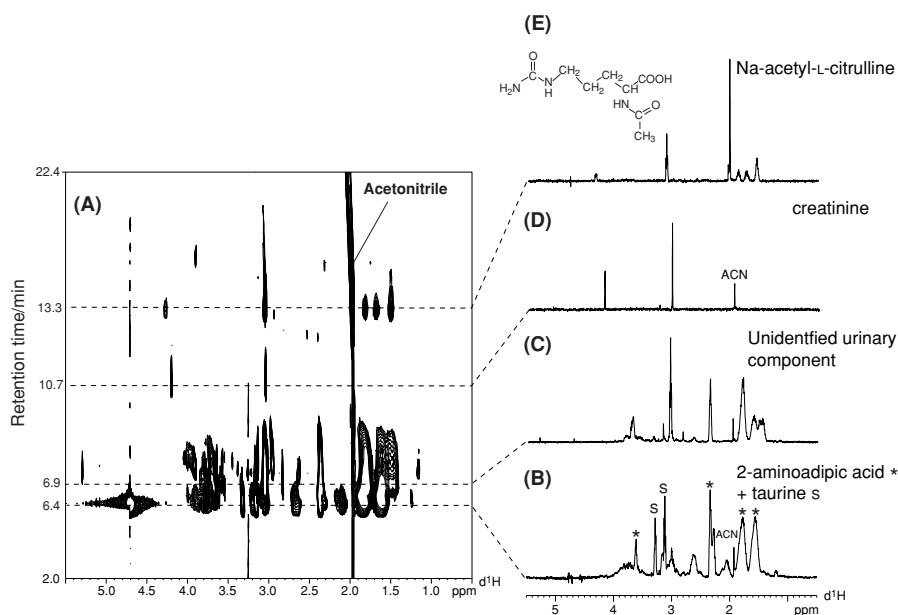 (E)
Na-acetyl-L-citrulline
O
C
H2N
N
H
CH2
CH2
CH2
CH
COOH
HN
C
O
CH3
22.4
(A)
Acetonitrile
(D)
creatinine
ACN
13.3
Retention time/min
10.7
(C)
Unidentfied urinary
component
6.9
6.4
2.0
5.0 4.5 4.0 3.5 3.0 2.5 2.0 1.5 1.0 ppm
d1H
(B)
2-aminoadipic acid *
+ taurine S
* S S * ACN * *
5 4 3 2 1 ppm
d1H